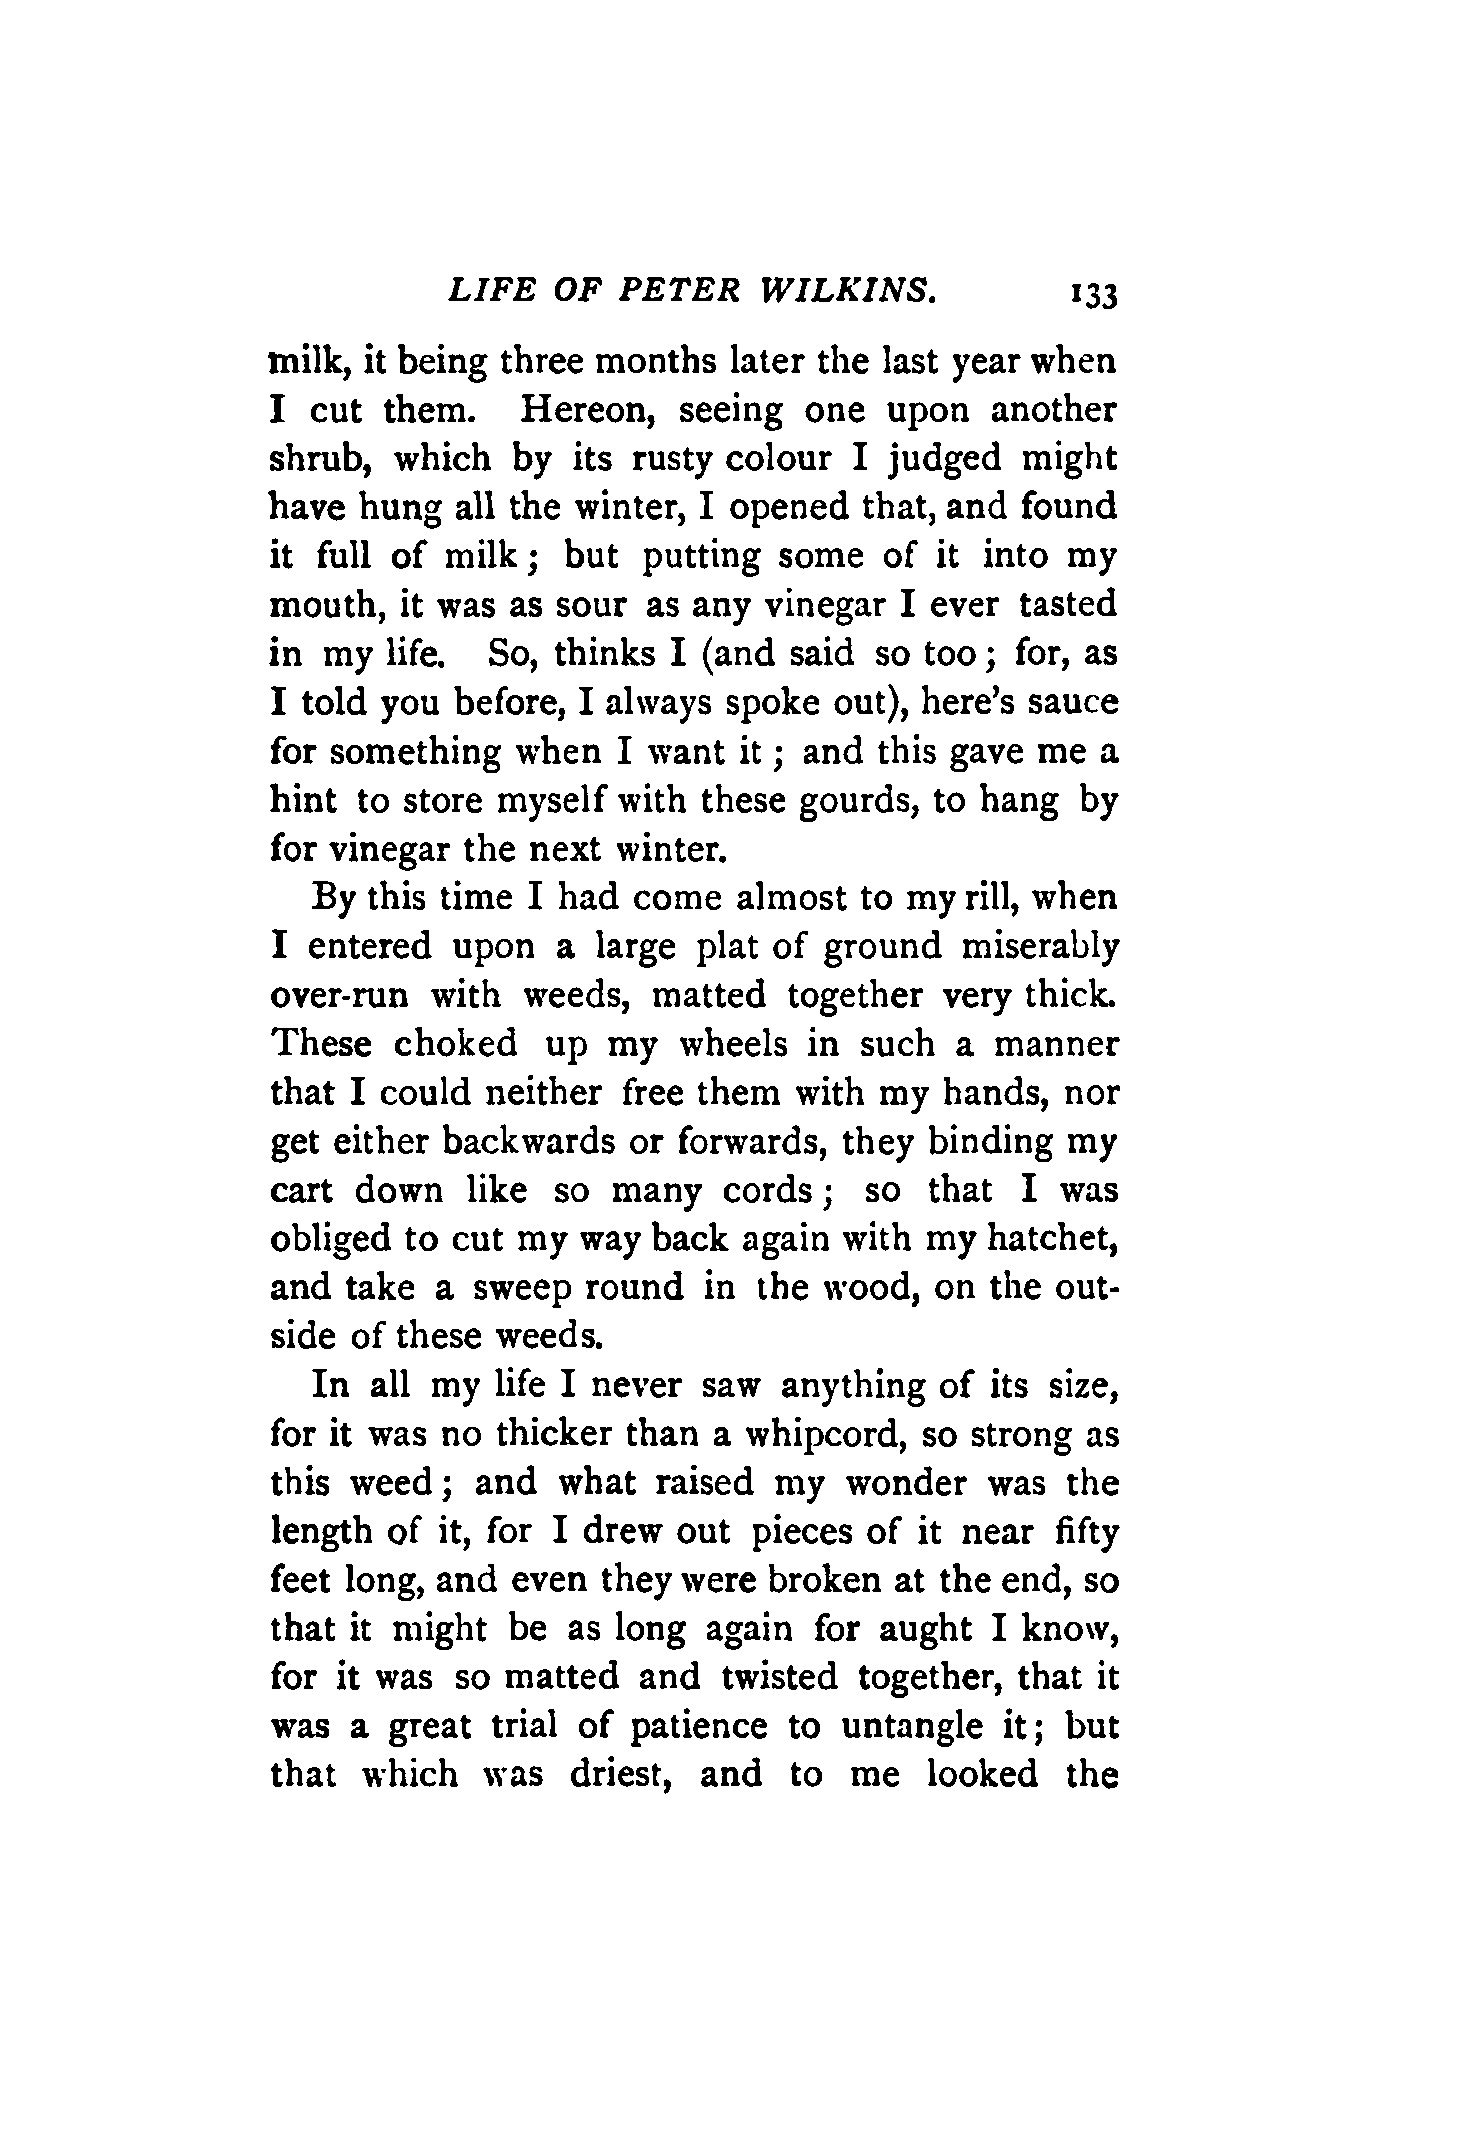 LIFE OF PETER WILKINS. 133
milk, it being three months later the last year when
I cut them. Hereon, seeing one upon another
shrub, which by its rusty colour I judged might
have hung all the winter, I opened that, and found
it full of milk; but putting some of it into my
mouth, it was as sour as any vinegar I ever tasted
in my life. So, thinks I (and said so too; for, as
I told you before, I always spoke out), here's sauce
for something when I want it; and this gave me a
hint to store myself with these gourds, to hang by
for vinegar the next winter.
By this time I had come almost to my rill, when
I entered upon a large plat of ground miserably
over-run with weeds, matted together very thick.
These choked up my wheels in such a manner
that I could neither free them with my hands, nor
get either backwards or forwards, they binding my
cart down like so many cords; so that I was
obliged to cut my way back again with my hatchet,
and take a sweep round in the wood, on the out-
side of these weeds.
In all my life I never saw anything of its size,
for it was no thicker than a whipcord, so strong as
this weed; and what raised my wonder was the
length of it, for I drew out pieces of it near fifty
feet long, and even they were broken at the end, so
that it might be as long again for aught I know,
for it was so matted and twisted together, that it
was a great trial of patience to untangle it; but
that which was driest, and to me looked the